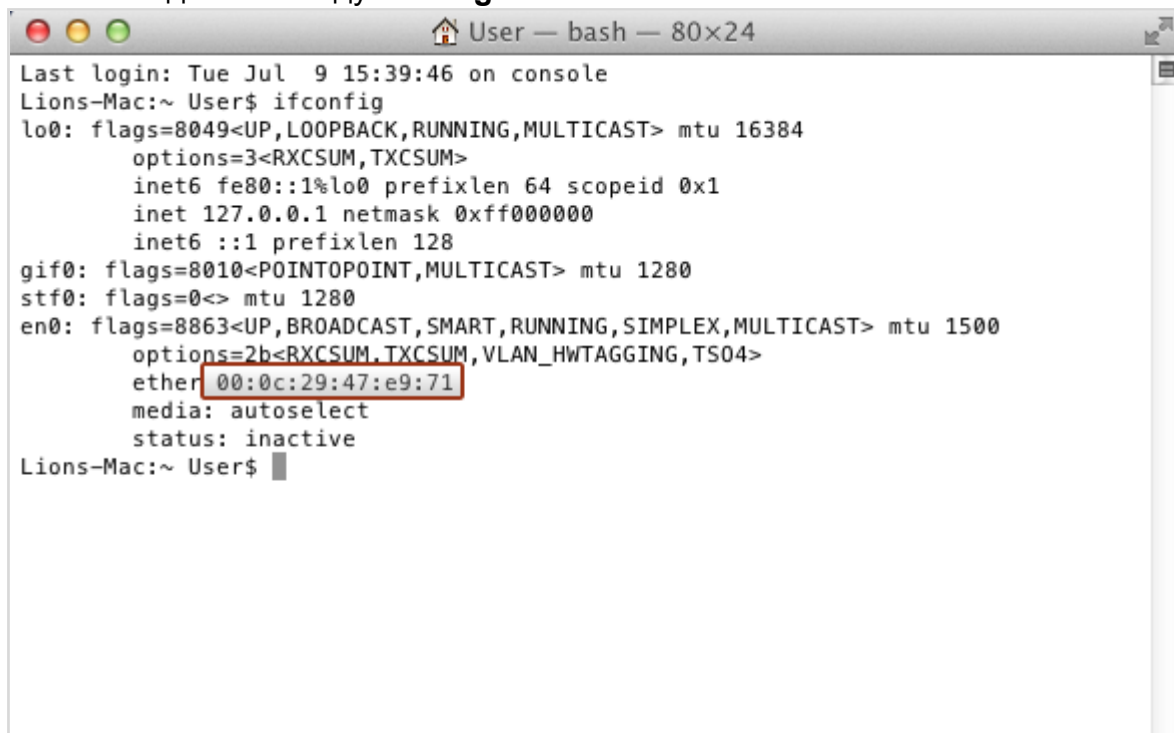 User — bash — 80×24
Last login: Tue Jul  9 15:39:46 on console
Lions-Mac:~ User$ ifconfig
lo0: flags=8049<UP,LOOPBACK,RUNNING,MULTICAST> mtu 16384
options=3<RXCSUM,TXCSUM>
inet6 fe80::1%lo0 prefixlen 64 scopeid 0x1
inet 127.0.0.1 netmask 0xff000000
inet6 ::1 prefixlen 128
gif0: flags=8010<POINTOPOINT,MULTICAST> mtu 1280
stf0: flags=0<> mtu 1280
en0: flags=8863<UP,BROADCAST,SMART,RUNNING,SIMPLEX,MULTICAST> mtu 1500
options=2b<RXCSUM,TXCSUM,VLAN_HWTAGGING,TSO4>
ether 00:0c:29:47:e9:71
media: autoselect
status: inactive
Lions-Mac:~ User$